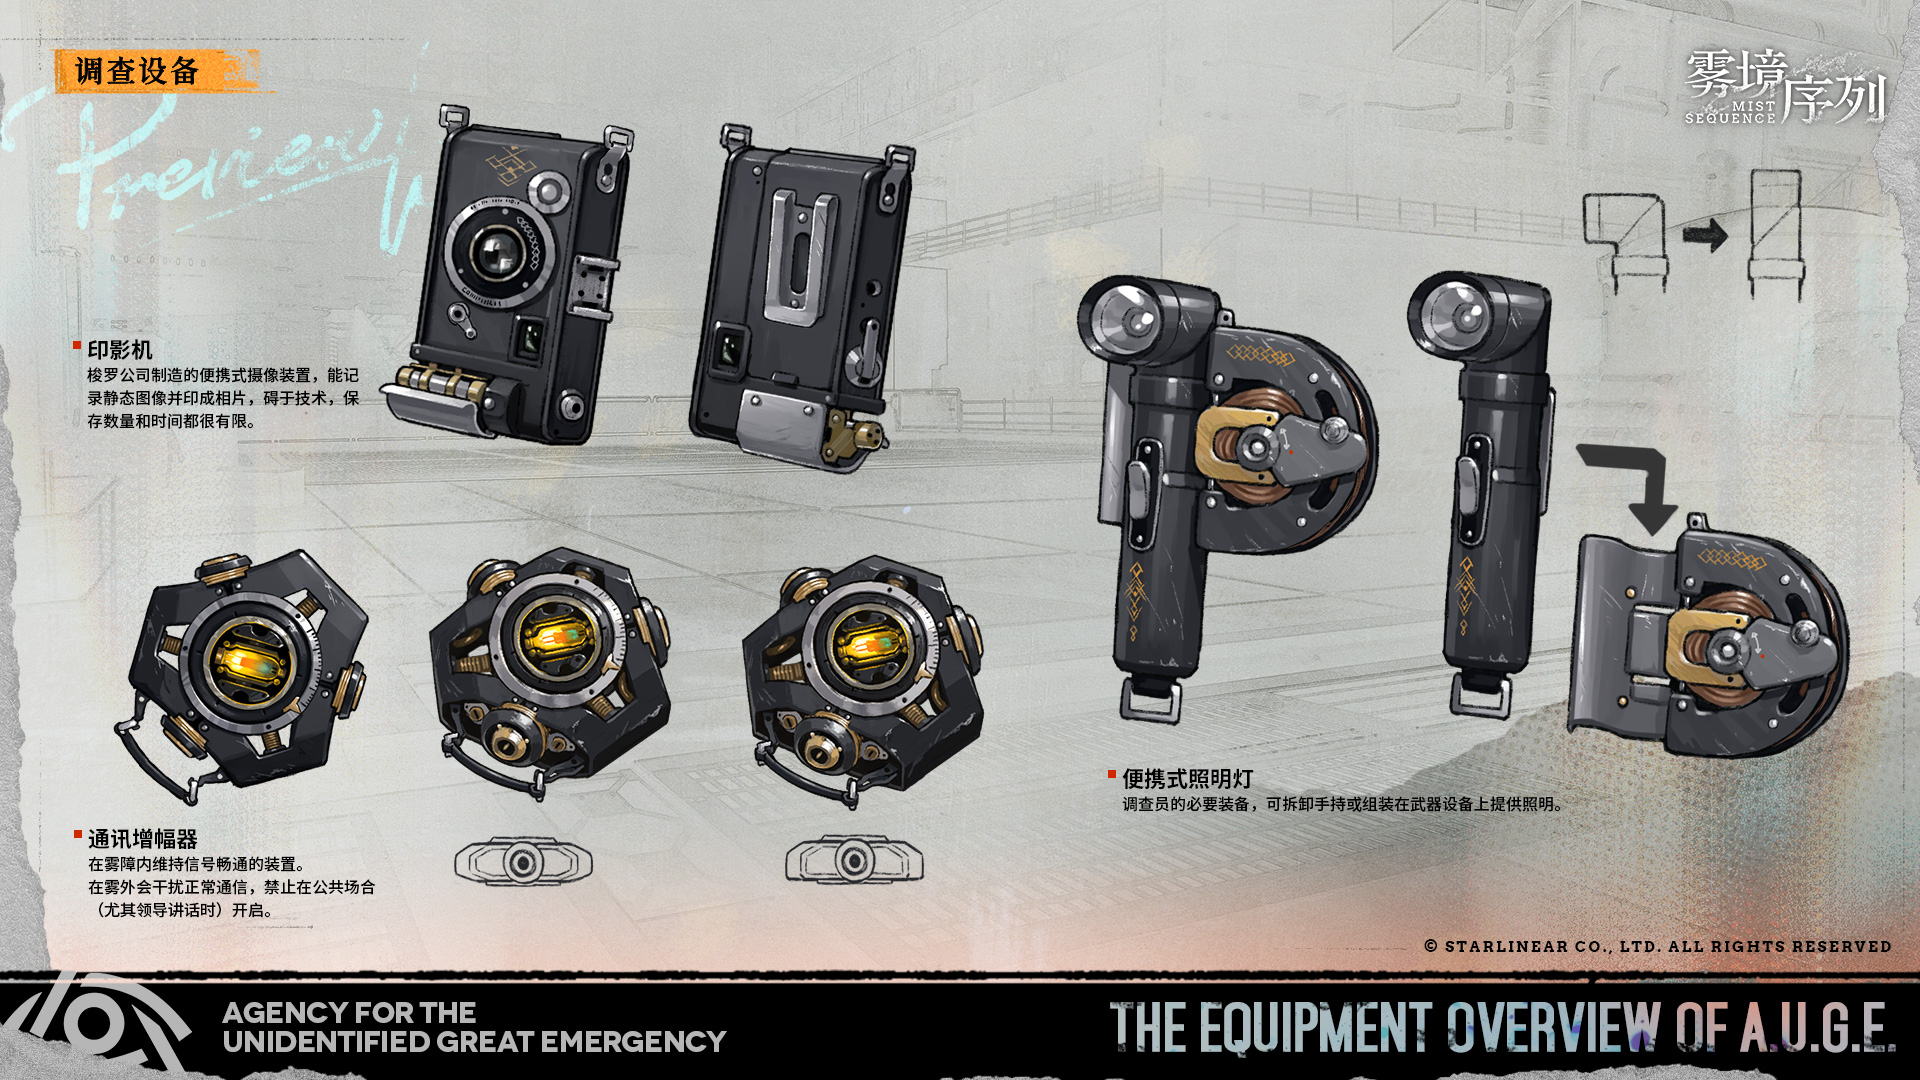 调查设备
Preview
雾境序列
MIST
SEQUENCE
印影机
梭罗公司制造的便携式摄像装置，能记
录静态图像并印成相片，碍于技术，保
存数量和时间都很有限。
便携式照明灯
调查员的必要装备，可拆卸手持或组装在武器设备上提供照明。
通讯增幅器
在雾障内维持信号畅通的装置。
在雾外会干扰正常通信，禁止在公共场合
（尤其领导讲话时）开启。
© STARLINEAR CO., LTD. ALL RIGHTS RESERVED
AGENCY FOR THE
UNIDENTIFIED GREAT EMERGENCY
THE EQUIPMENT OVERVIEW OF A.U.G.E.